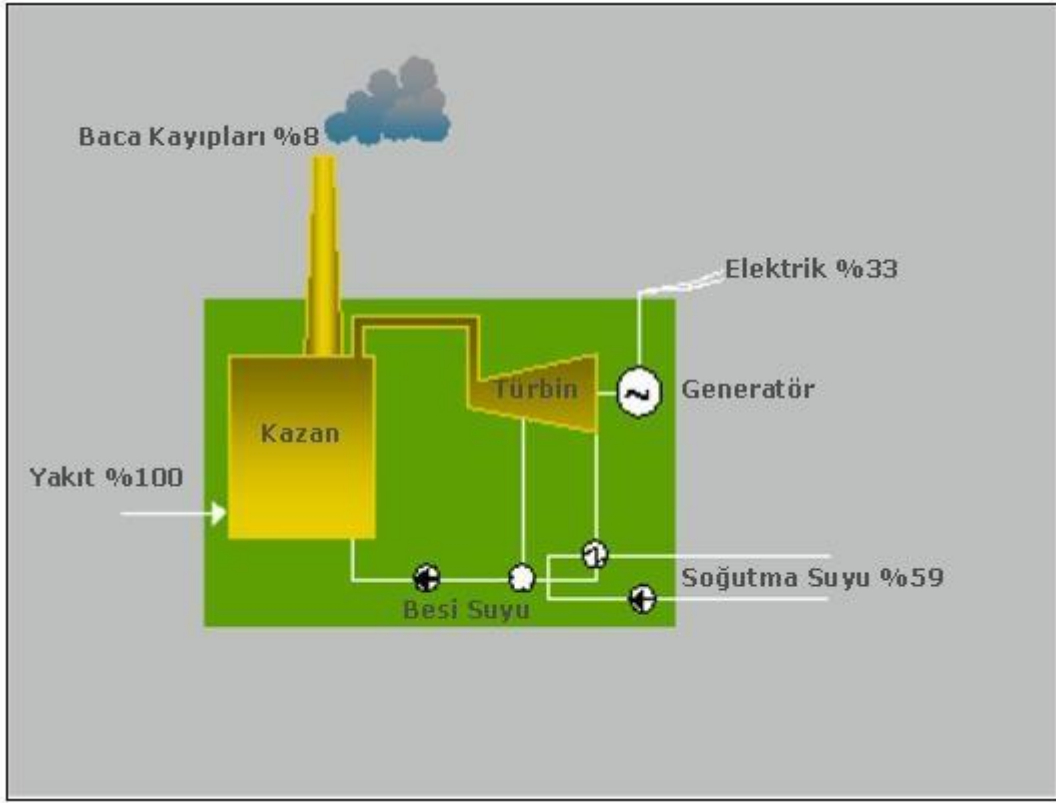 Baca Kayıpları %8
Elektrik %33
Türbin
Generatör
Kazan
Yakıt %100
Soğutma Suyu %59
Besi Suyu